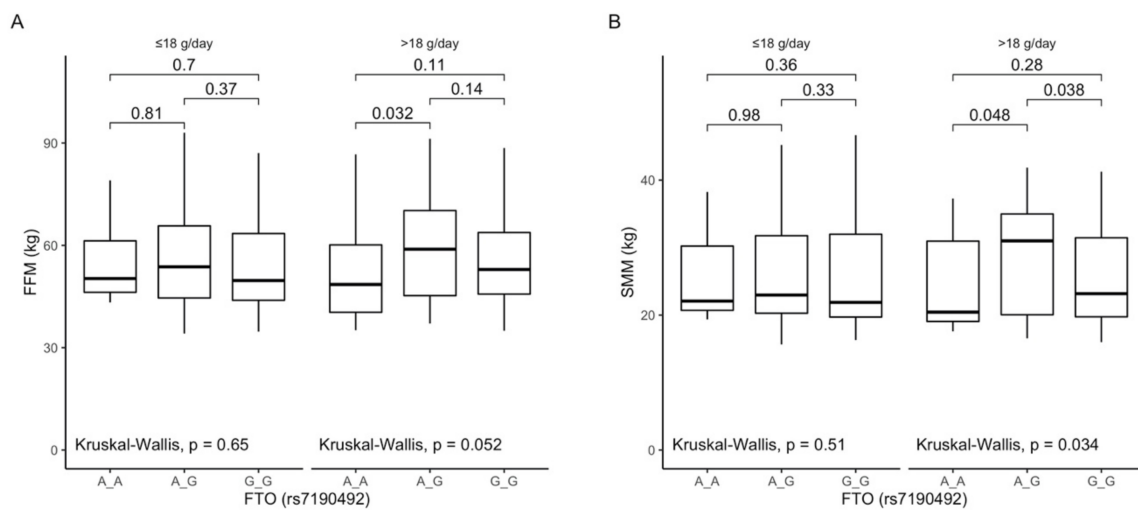 A
≤18 g/day
>18 g/day
0.7
0.37
0.81
0.11
0.14
0.032
FFM (kg)
90
60
30
0
Kruskal-Wallis, p = 0.65
Kruskal-Wallis, p = 0.052
A_A
A_G
G_G
A_A
A_G
G_G
FTO (rs7190492)
B
≤18 g/day
>18 g/day
0.36
0.33
0.98
0.28
0.038
0.048
SMM (kg)
40
20
0
Kruskal-Wallis, p = 0.51
Kruskal-Wallis, p = 0.034
A_A
A_G
G_G
A_A
A_G
G_G
FTO (rs7190492)